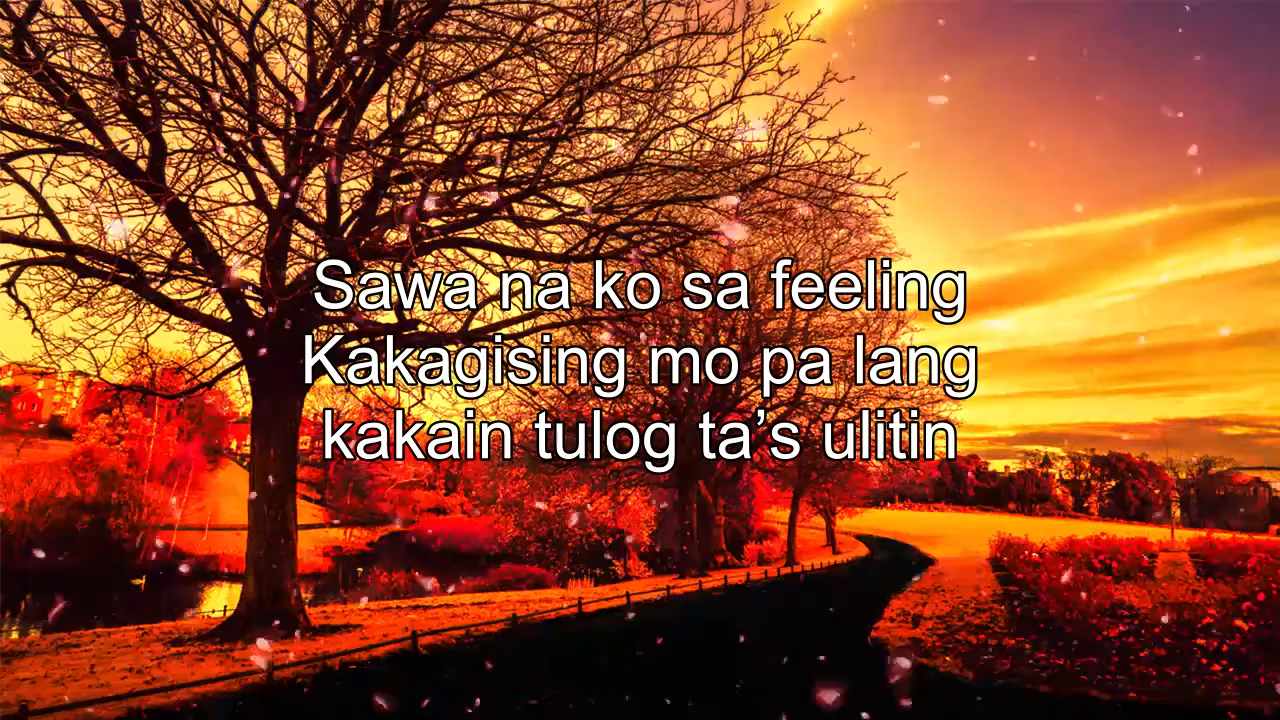 Sawa na ko sa feeling
Kakagising mo pa lang
kakain tulog ta’s ulitin